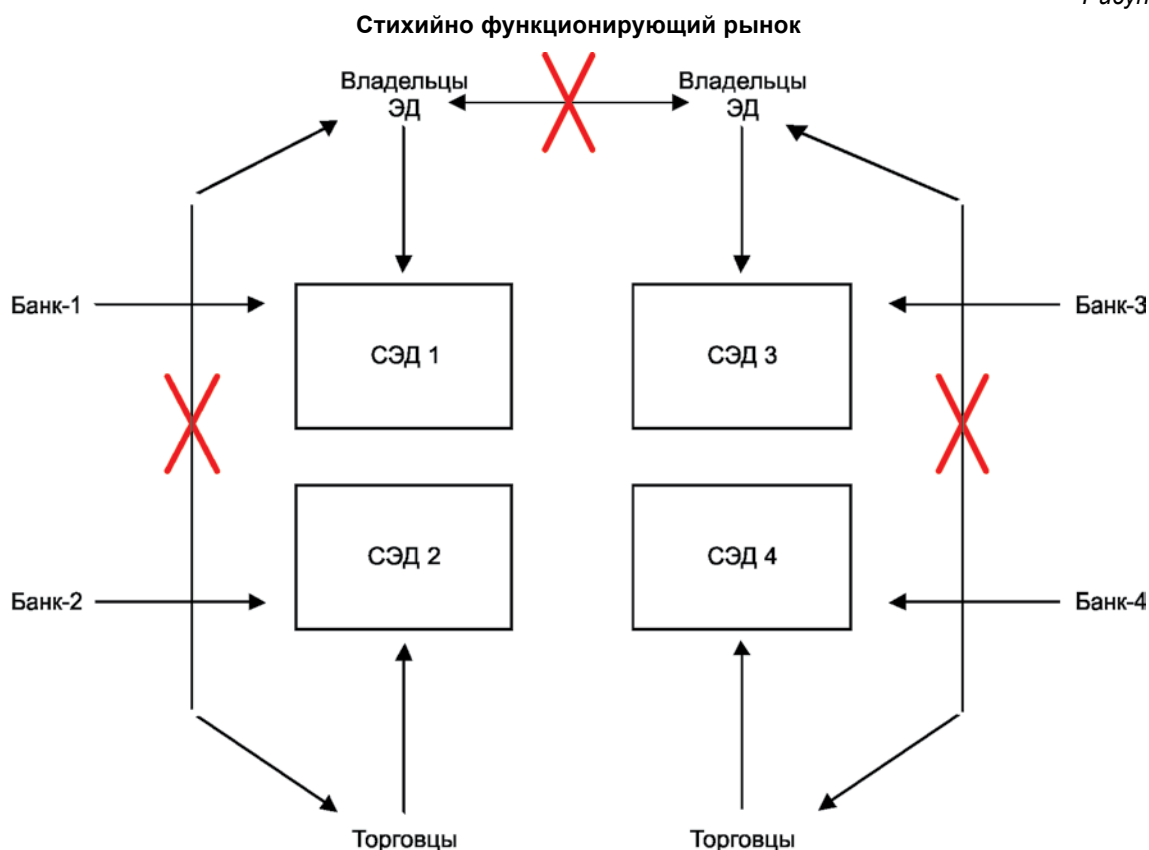 Стихийно функционирующий рынок
Владельцы
ЭД
Владельцы
ЭД
Банк-1
Банк-3
СЭД 1
СЭД 3
СЭД 2
СЭД 4
Банк-2
Банк-4
Торговцы
Торговцы